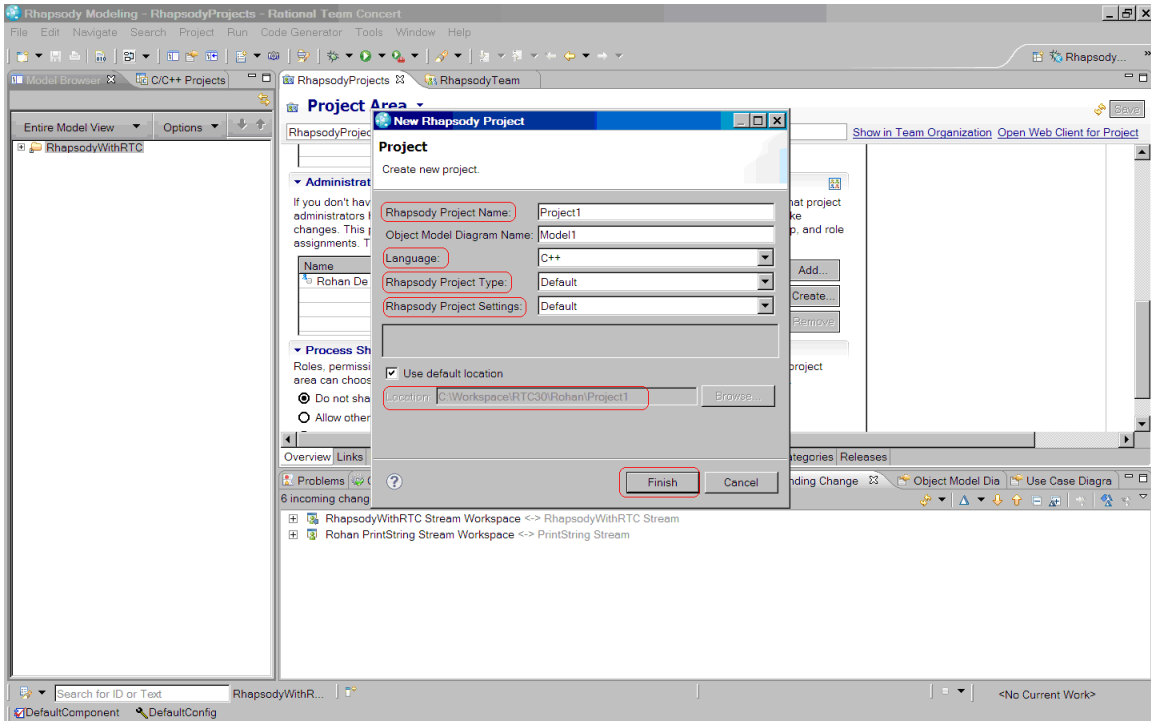 Rhapsody Modeling - RhapsodyProjects - Rational Team Concert
File Edit Navigate Search Project Run Code Generator Tools Window Help
Rhapsody...
Model Browser
C/C++ Projects
RhapsodyProjects
RhapsodyTeam
Entire Model View
Options
RhapsodyWithRTC
Project Area
Save
RhapsodyProjec
Show in Team Organization
Open Web Client for Project
Administrat
If you don't hav
hat project
administrators
ke
changes. This
p, and role
assignments. T
Name
Rohan De
Add...
Create...
Remove
Process Sh
Roles, permissi
project
area can choos
Do not sha
Allow other
Overview Links
ategories Releases
New Rhapsody Project
Project
Create new project.
Rhapsody Project Name: Project1
Object Model Diagram Name: Model1
Language: C++
Rhapsody Project Type: Default
Rhapsody Project Settings: Default
Use default location
Location: C:\Workspace\RTC30\Rohan\Project1 Browse...
Finish Cancel
Problems
nding Change
Object Model Dia
Use Case Diagra
6 incoming chang
RhapsodyWithRTC Stream Workspace <-> RhapsodyWithRTC Stream
Rohan PrintString Stream Workspace <-> PrintString Stream
Search for ID or Text
RhapsodyWithR...
<No Current Work>
DefaultComponent
DefaultConfig